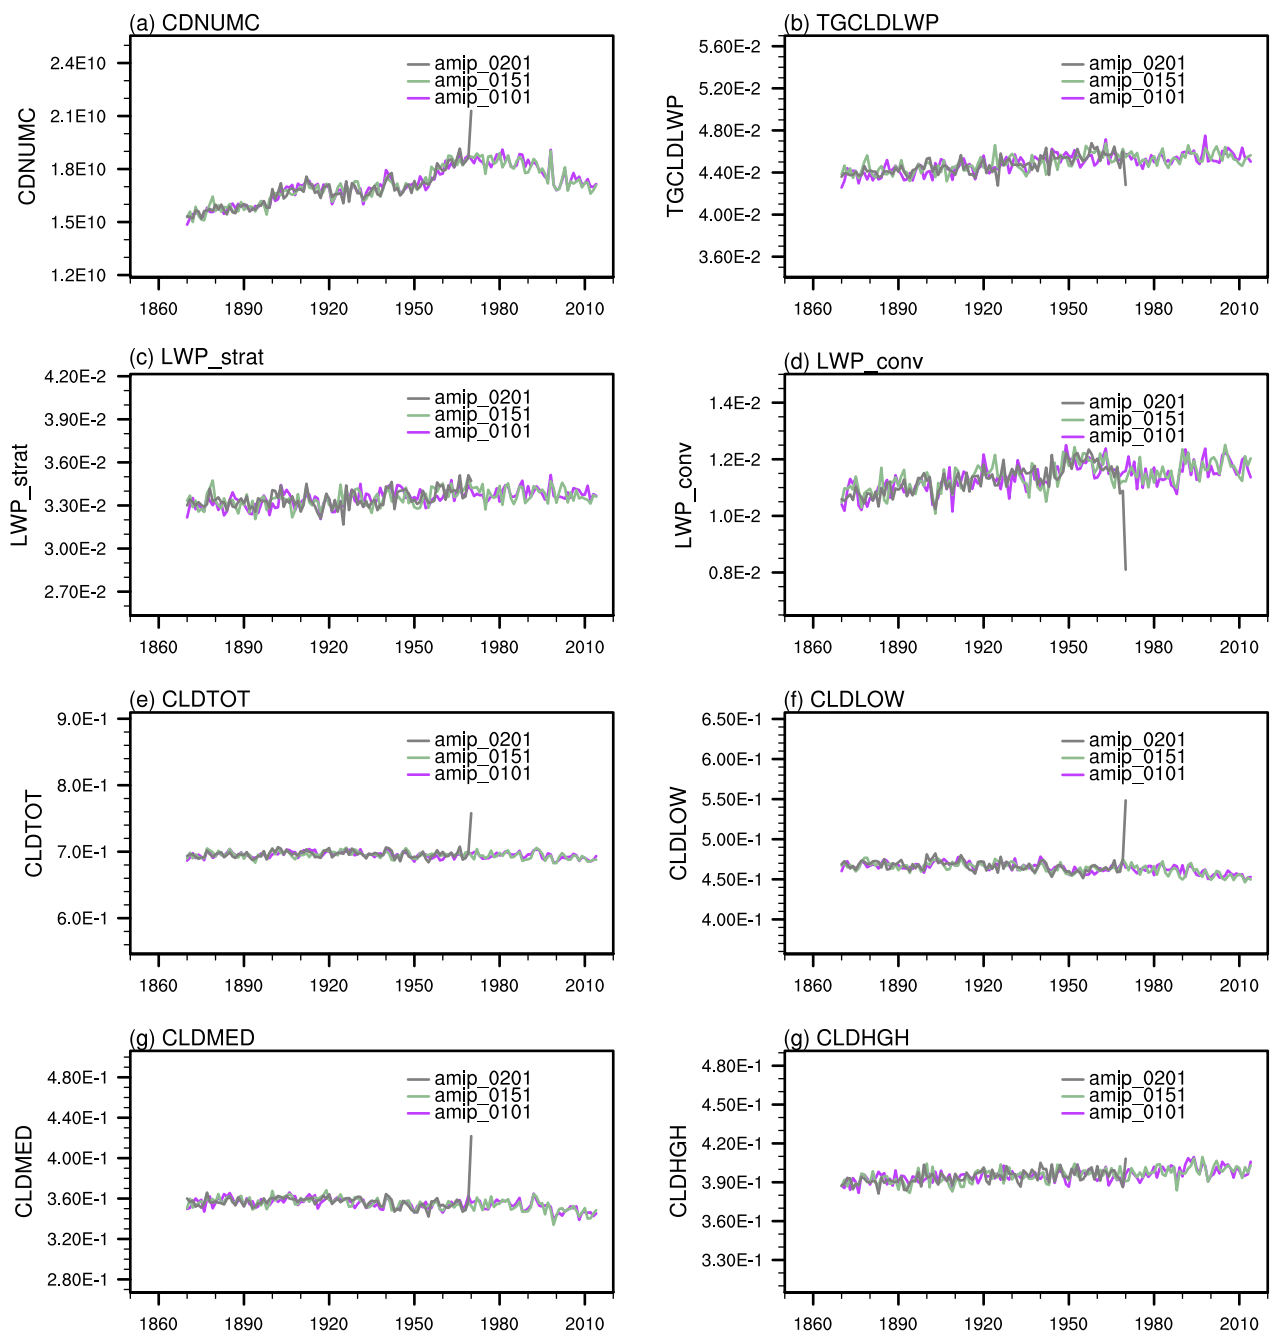 (a) CDNUMC
CDNUMC
2.4E10
2.1E10
1.8E10
1.5E10
1.2E10
amip_0201
amip_0151
amip_0101
1860 1890 1920 1950 1980 2010
(b) TGCLDLWP
TGCLDLWP
5.60E-2
5.20E-2
4.80E-2
4.40E-2
4.00E-2
3.60E-2
amip_0201
amip_0151
amip_0101
1860 1890 1920 1950 1980 2010
(c) LWP_strat
LWP_strat
4.20E-2
3.90E-2
3.60E-2
3.30E-2
3.00E-2
2.70E-2
amip_0201
amip_0151
amip_0101
1860 1890 1920 1950 1980 2010
(d) LWP_conv
LWP_conv
1.4E-2
1.2E-2
1.0E-2
0.8E-2
amip_0201
amip_0151
amip_0101
1860 1890 1920 1950 1980 2010
(e) CLDTOT
CLDTOT
9.0E-1
8.0E-1
7.0E-1
6.0E-1
amip_0201
amip_0151
amip_0101
1860 1890 1920 1950 1980 2010
(f) CLDLOW
CLDLOW
6.50E-1
6.00E-1
5.50E-1
5.00E-1
4.50E-1
4.00E-1
amip_0201
amip_0151
amip_0101
1860 1890 1920 1950 1980 2010
(g) CLDMED
CLDMED
4.80E-1
4.40E-1
4.00E-1
3.60E-1
3.20E-1
2.80E-1
amip_0201
amip_0151
amip_0101
1860 1890 1920 1950 1980 2010
(g) CLDHGH
CLDHGH
4.80E-1
4.50E-1
4.20E-1
3.90E-1
3.60E-1
3.30E-1
amip_0201
amip_0151
amip_0101
1860 1890 1920 1950 1980 2010